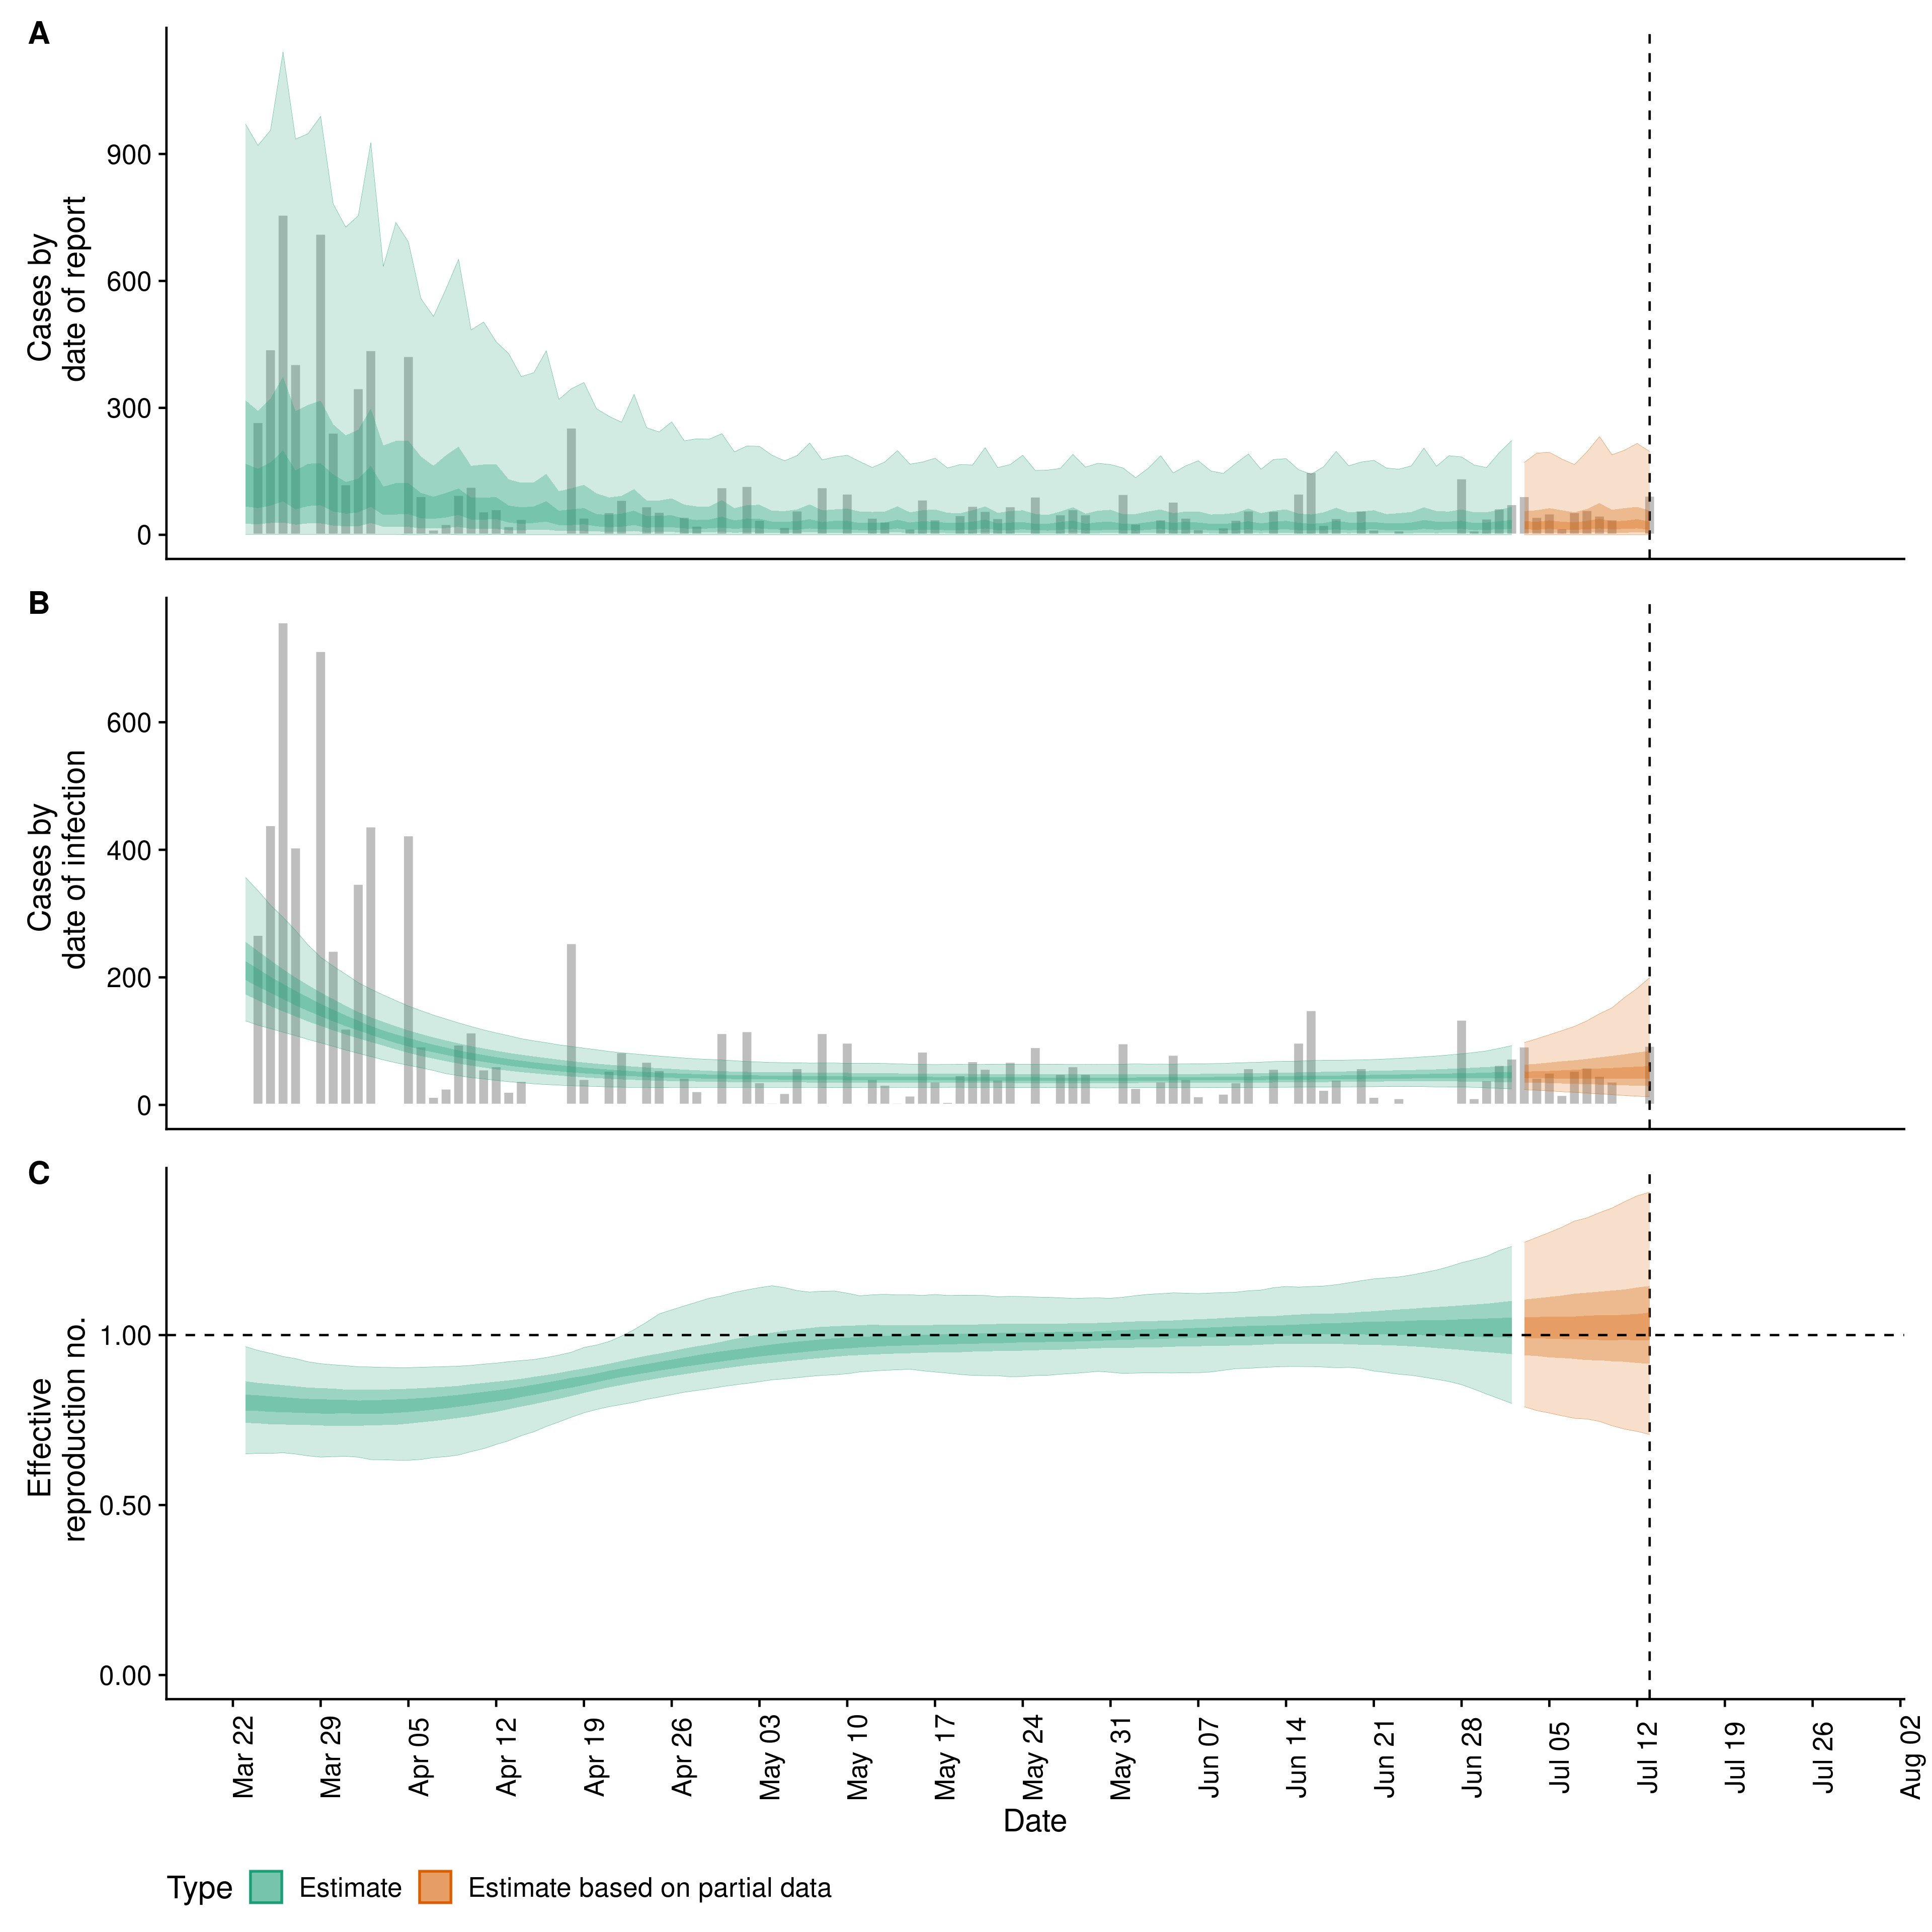 A
Cases by
date of report
900
600
300
0
B
Cases by
date of infection
600
400
200
0
C
Effective
reproduction no.
1.00
0.50
0.00
Mar 22
Mar 29
Apr 05
Apr 12
Apr 19
Apr 26
May 03
May 10
May 17
May 24
May 31
Jun 07
Jun 14
Jun 21
Jun 28
Jul 05
Jul 12
Jul 19
Jul 26
Aug 02
Date
Type Estimate Estimate based on partial data